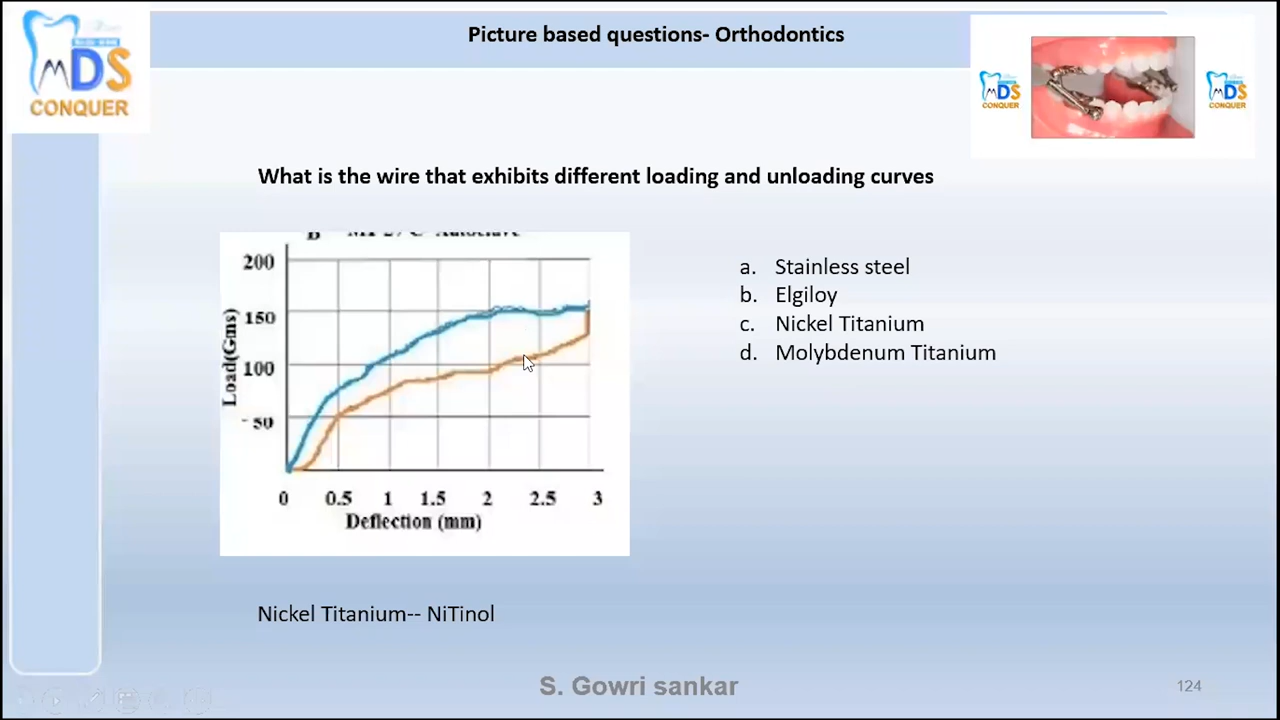 Picture based questions- Orthodontics
MDS
CONQUER
MDS
CONQUER
MDS
CONQUER
What is the wire that exhibits different loading and unloading curves
200
150
100
50
Load(Gms)
0 0.5 1 1.5 2 2.5 3
Deflection (mm)
a. Stainless steel
b. Elgiloy
c. Nickel Titanium
d. Molybdenum Titanium
Nickel Titanium-- NiTinol
S. Gowri sankar
124